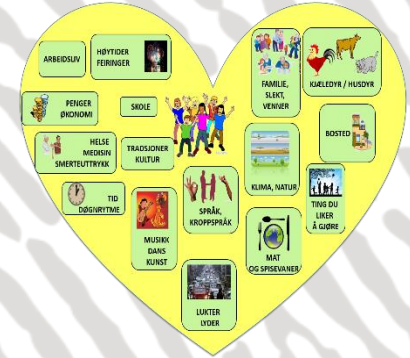 ARBEIDSLIV
HØYTIDER
FEIRINGER
PENGER
ØKONOMI
SKOLE
HELSE
MEDISIN
SMERTEUTTRYKK
TRADSJONER
KULTUR
TID
DØGNRYTME
MUSIKK
DANS
KUNST
SPRÅK,
KROPPSPRÅK
LUKTER
LYDER
FAMILIE,
SLEKT,
VENNER
KJÆLEDYR / HUSDYR
BOSTED
KLIMA, NATUR
TING DU
LIKER
Å GJØRE
MAT
OG SPISEVANER